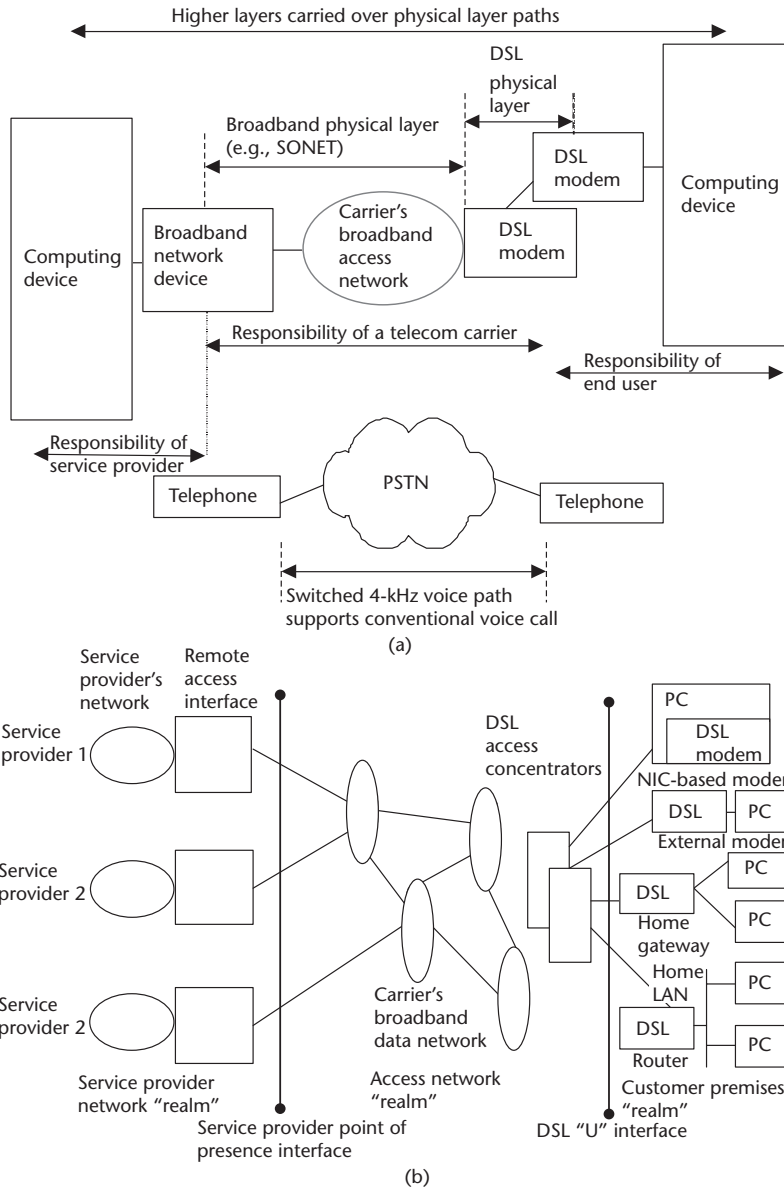 Higher layers carried over physical layer paths
DSL
physical
layer
Broadband physical layer
(e.g., SONET)
DSL
modem
Computing
device
Computing
device
Broadband
network
device
Carrier's
broadband
access
network
DSL
modem
Responsibility of a telecom carrier
Responsibility of
end user
Responsibility of
service provider
Telephone
PSTN
Telephone
Switched 4-kHz voice path
supports conventional voice call
(a)
Service
provider's
network
Remote
access
interface
Service
provider 1
DSL
access
concentrators
PC
DSL
modem
NIC-based modem
DSL
PC
External modem
Service
provider 2
DSL
PC
PC
Home
gateway
Home
LAN
PC
Service
provider 2
Carrier's
broadband
data network
DSL
Router
PC
Service provider
network "realm"
Access network
"realm"
Customer premises
"realm"
Service provider point of
presence interface
DSL "U" interface
(b)